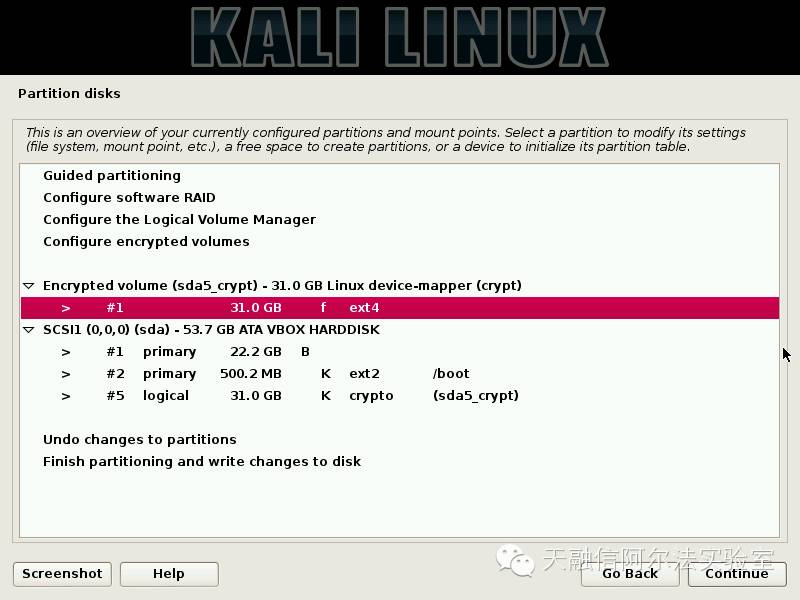 KALI LINUX
Partition disks
This is an overview of your currently configured partitions and mount points. Select a partition to modify its settings
(file system, mount point, etc.), a free space to create partitions, or a device to initialize its partition table.
Guided partitioning
Configure software RAID
Configure the Logical Volume Manager
Configure encrypted volumes
Encrypted volume (sda5_crypt) - 31.0 GB Linux device-mapper (crypt)
> #1 31.0 GB f ext4
SCSI1 (0,0,0) (sda) - 53.7 GB ATA VBOX HARDDISK
> #1 primary 22.2 GB B
> #2 primary 500.2 MB K ext2 /boot
> #5 logical 31.0 GB K crypto (sda5_crypt)
Undo changes to partitions
Finish partitioning and write changes to disk
天融信阿尔法实验室
Screenshot Help Go Back Continue